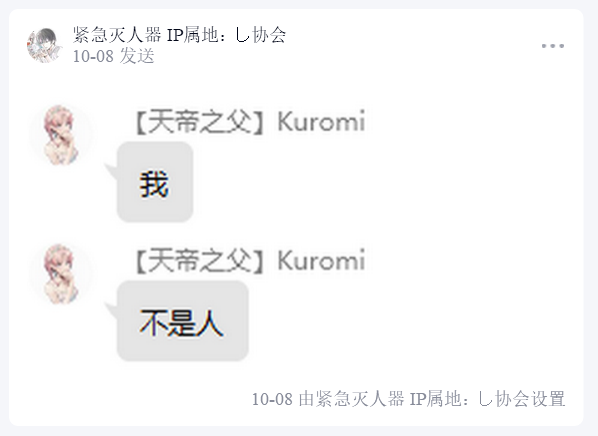 紧急灭人器 IP属地：乚协会
10-08 发送
【天帝之父】Kuromi
我
【天帝之父】Kuromi
不是人
10-08 由紧急灭人器 IP属地：乚协会设置